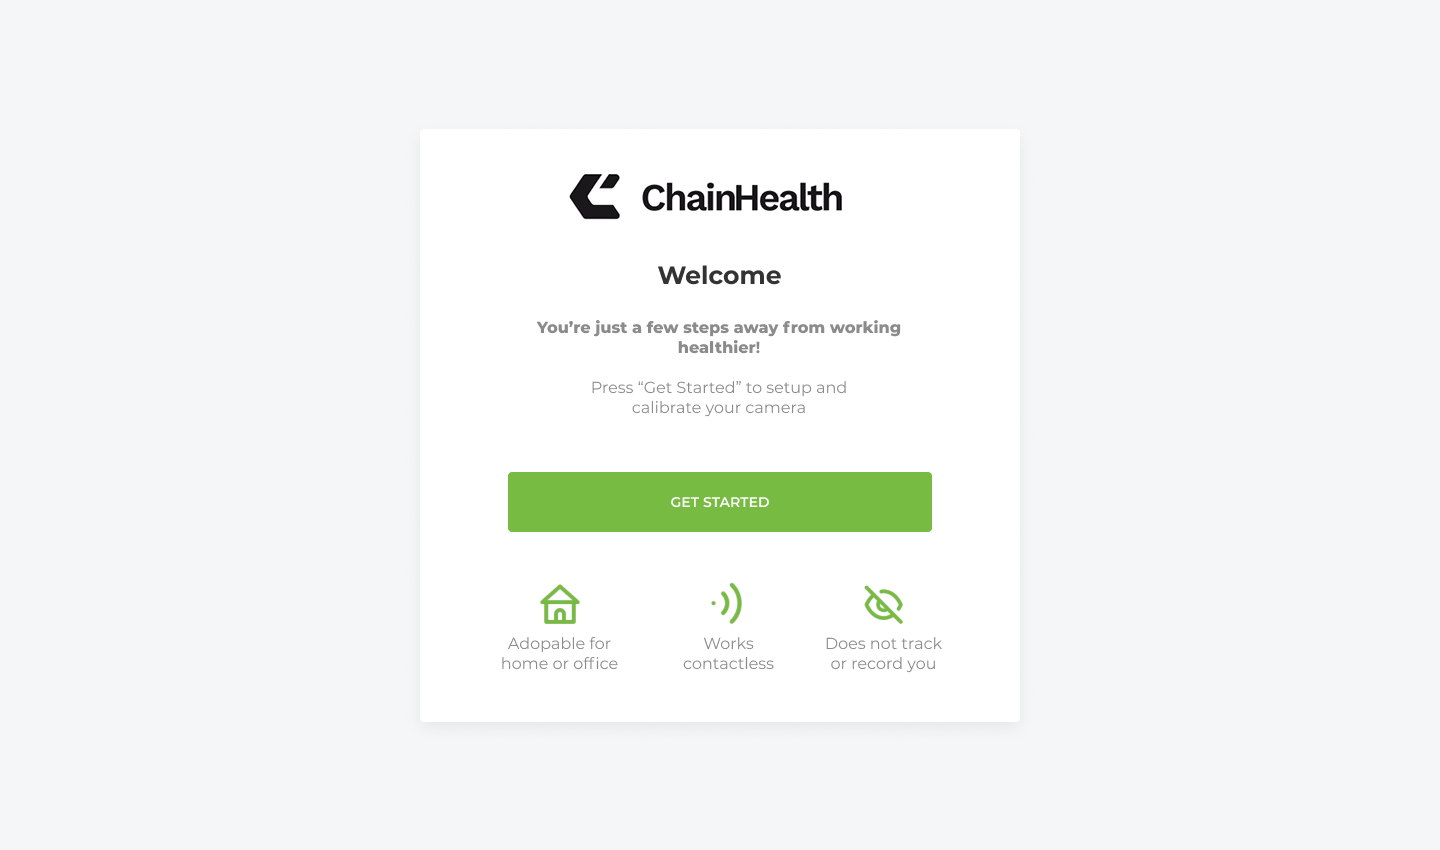 ChainHealth
Welcome
You’re just a few steps away from working
healthier!
Press “Get Started” to setup and
calibrate your camera
GET STARTED
Adopable for
home or office
Works
contactless
Does not track
or record you